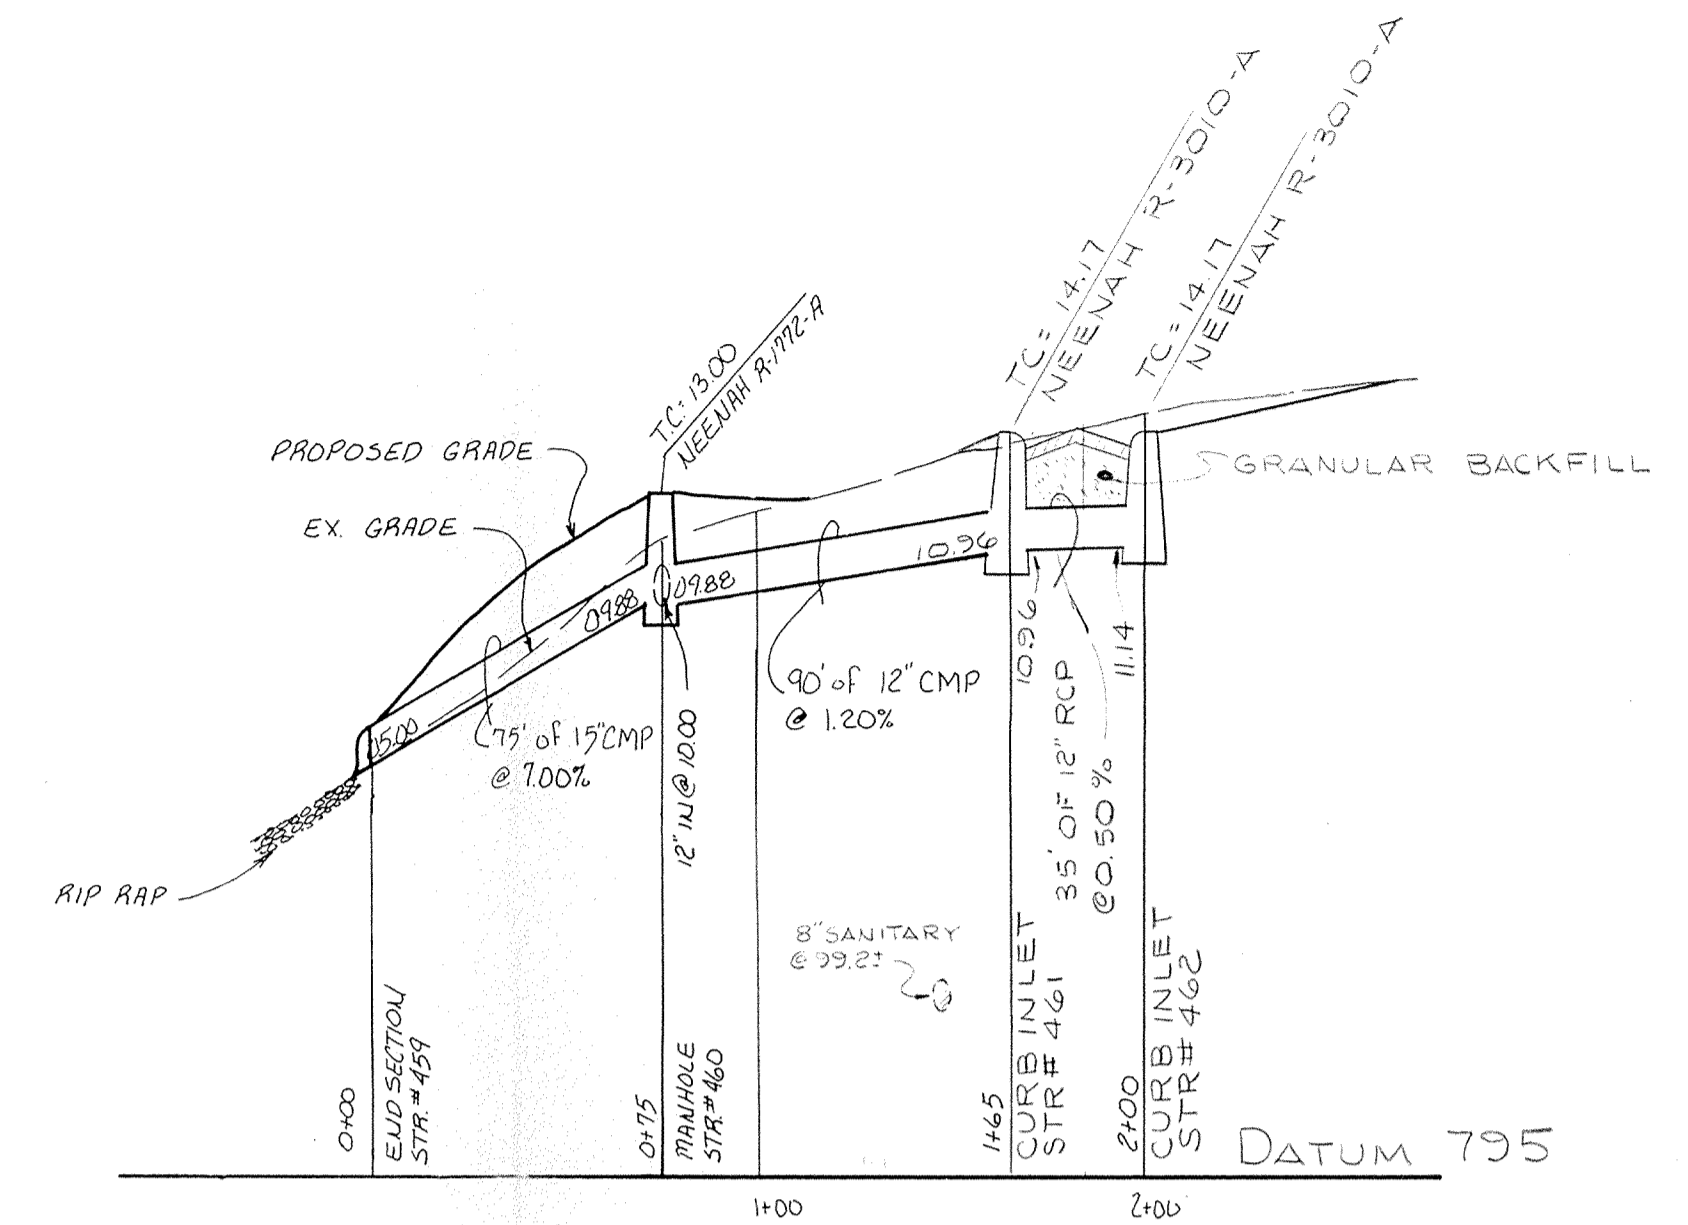 TC= 14.17
NEENAH R-3010-A
TC= 14.17
NEENAH R-3010-A
T.C.= 13.00
NEENAH R-1772-A
PROPOSED GRADE
EX. GRADE
GRANULAR BACKFILL
09.88
09.88
10.96
10.96
11.14
05.00
75' of 15"CMP
@ 7.00%
12" IN @ 10.00
90' of 12" CMP
@ 1.20%
35' OF 12" RCP
@0.50%
RIP RAP
8" SANITARY
@ 99.2±
0+00
END SECTION
STR.#459
0+75
MANHOLE
STR.#460
1+65
CURB INLET
STR# 461
2+00
CURB INLET
STR# 462
DATUM 795
1+00
2+00